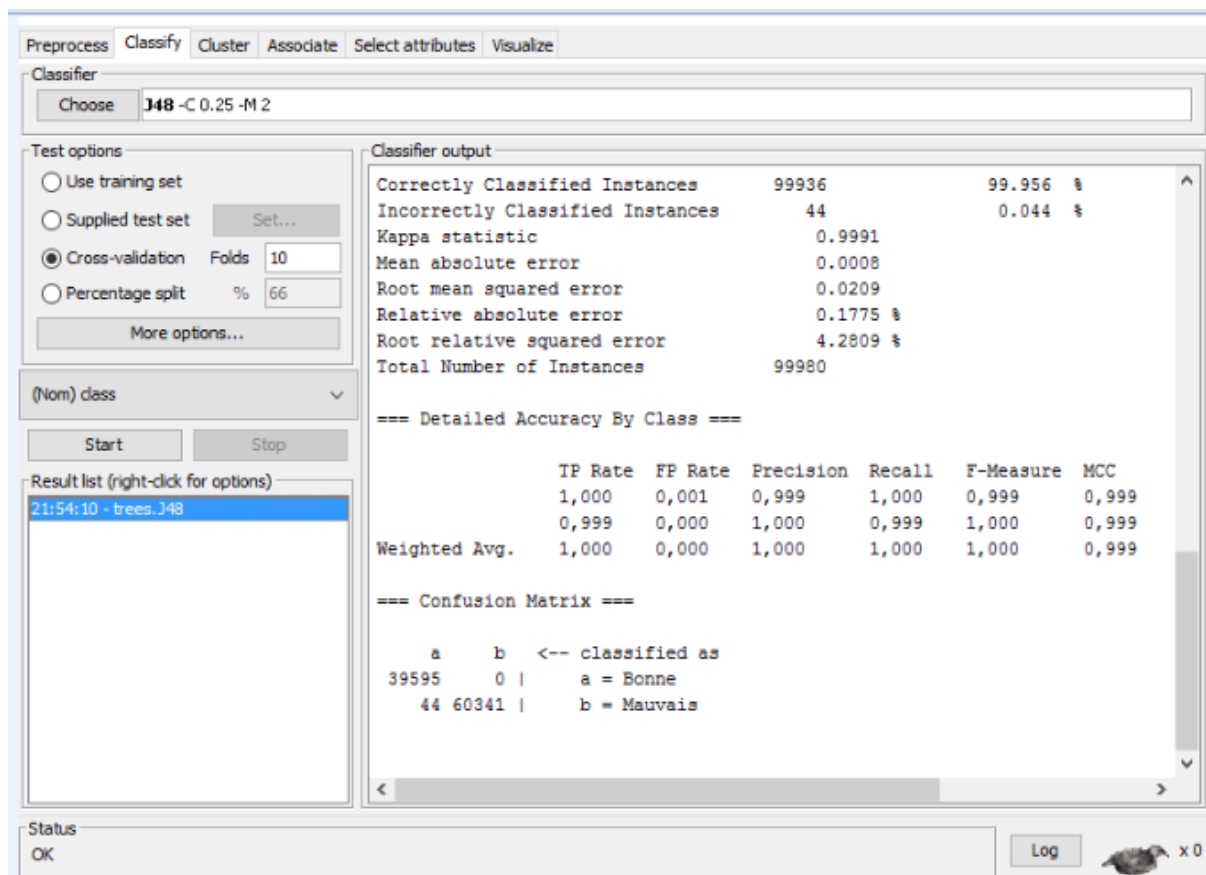 Preprocess Classify Cluster Associate Select attributes Visualize
Classifier
Choose J48 -C 0.25 -M 2
Test options
Use training set
Supplied test set Set...
Cross-validation Folds 10
Percentage split % 66
More options...
(Nom) class
Start Stop
Result list (right-click for options)
21:54:10 - trees.J48
Classifier output
Correctly Classified Instances 99936 99.956 %
Incorrectly Classified Instances 44 0.044 %
Kappa statistic 0.9991
Mean absolute error 0.0008
Root mean squared error 0.0209
Relative absolute error 0.1775 %
Root relative squared error 4.2809 %
Total Number of Instances 99980
=== Detailed Accuracy By Class ===
TP Rate FP Rate Precision Recall F-Measure MCC
1,000 0,001 0,999 1,000 0,999 0,999
0,999 0,000 1,000 0,999 1,000 0,999
Weighted Avg. 1,000 0,000 1,000 1,000 1,000 0,999
=== Confusion Matrix ===
a b <-- classified as
39595 0 | a = Bonne
44 60341 | b = Mauvais
Status
OK
Log x 0